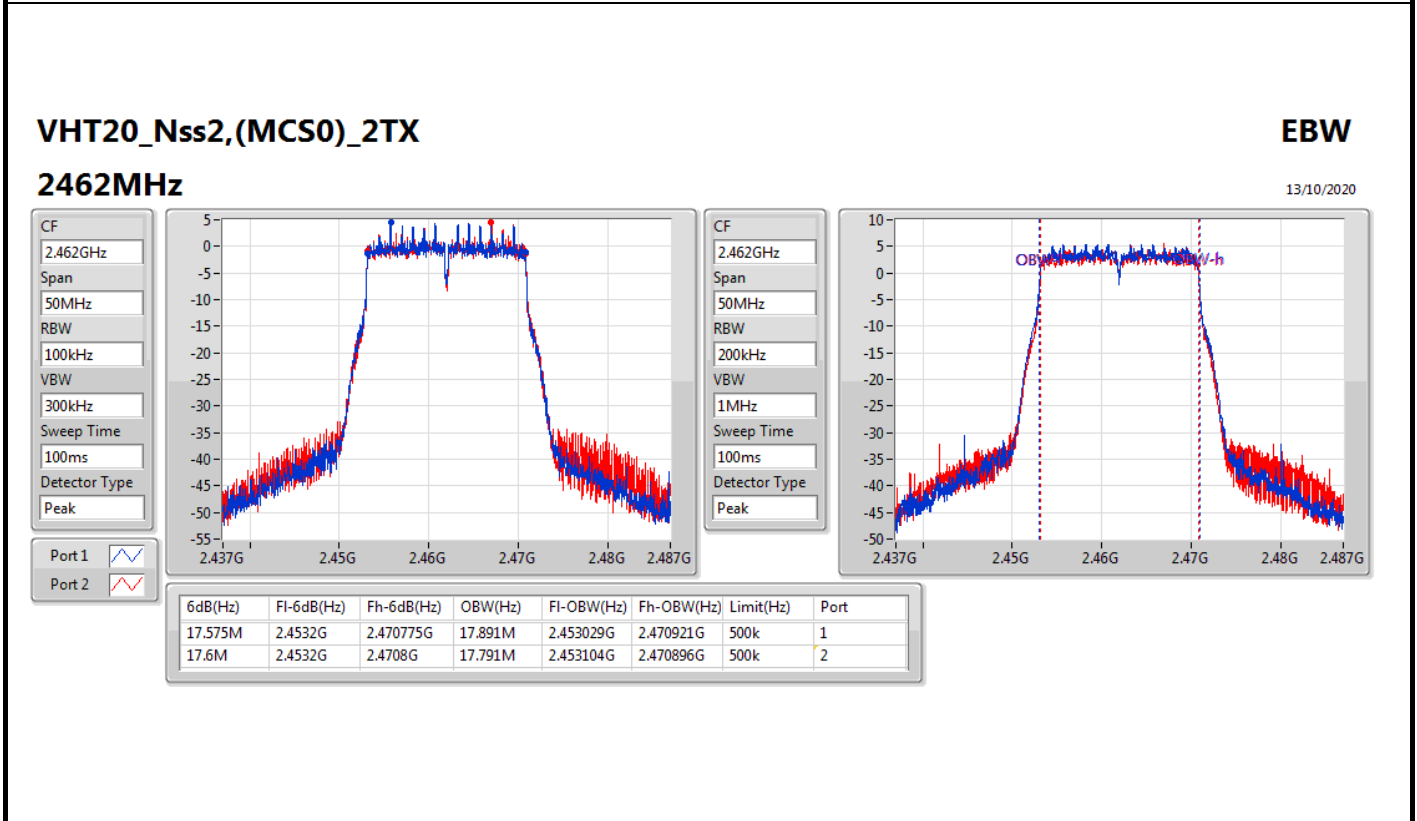 VHT20_Nss2,(MCS0)_2TX
EBW
2462MHz
13/10/2020
CF
2.462GHz
Span
50MHz
RBW
100kHz
VBW
300kHz
Sweep Time
100ms
Detector Type
Peak
Port 1
Port 2
5
0
-5
-10
-15
-20
-25
-30
-35
-40
-45
-50
-55
2.437G 2.45G 2.46G 2.47G 2.48G 2.487G
CF
2.462GHz
Span
50MHz
RBW
200kHz
VBW
1MHz
Sweep Time
100ms
Detector Type
Peak
10
5
0
-5
-10
-15
-20
-25
-30
-35
-40
-45
-50
2.437G 2.45G 2.46G 2.47G 2.48G 2.487G
6dB(Hz) Fl-6dB(Hz) Fh-6dB(Hz) OBW(Hz) Fl-OBW(Hz) Fh-OBW(Hz) Limit(Hz) Port
17.575M 2.4532G 2.470775G 17.891M 2.453029G 2.470921G 500k 1
17.6M 2.4532G 2.4708G 17.791M 2.453104G 2.470896G 500k 2